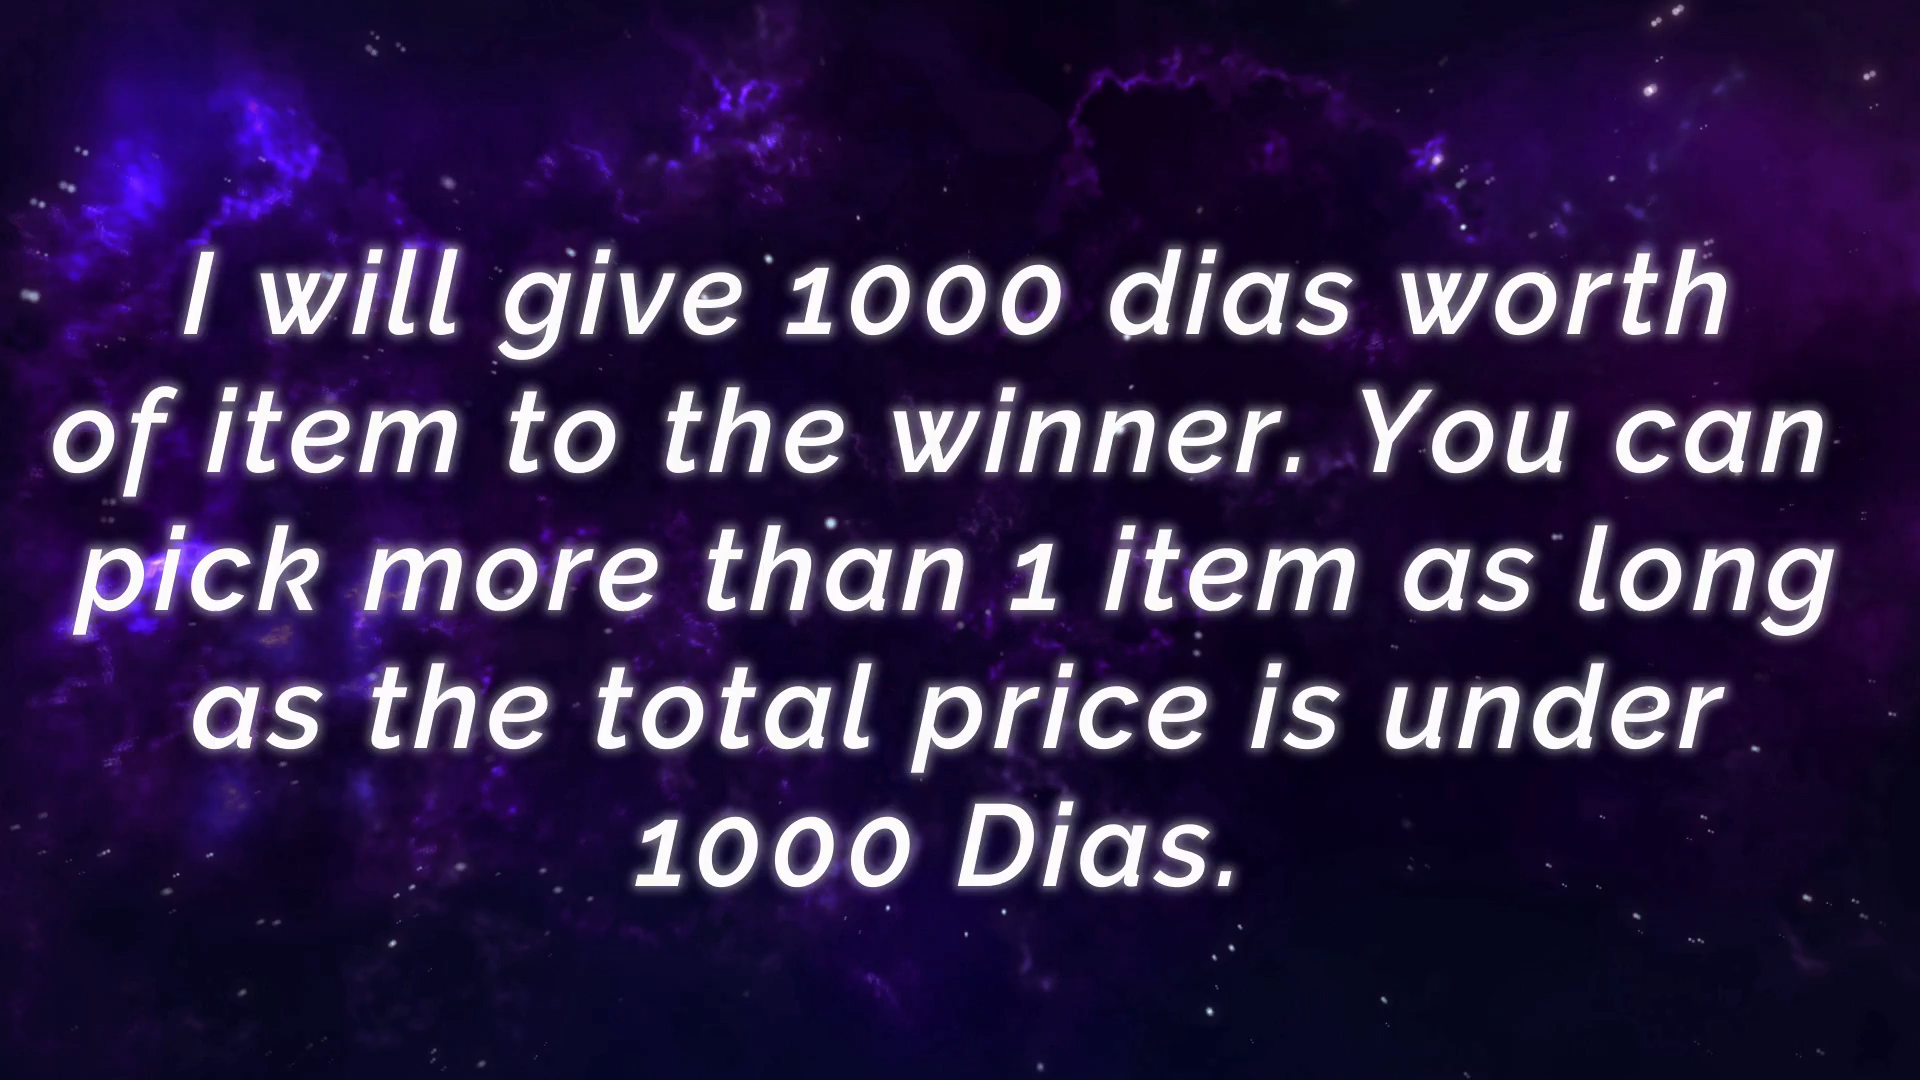 I will give 1000 dias worth
of item to the winner. You can
pick more than 1 item as long
as the total price is under
1000 Dias.